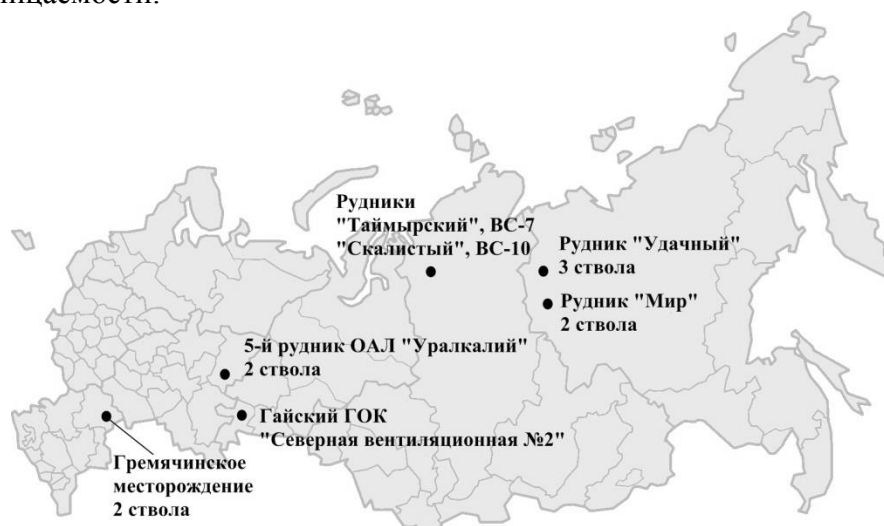 ницаемости.
Рудники
"Таймырский", ВС-7
"Скалистый", ВС-10
Рудник "Удачный"
3 ствола
Рудник "Мир"
2 ствола
5-й рудник ОАЛ "Уралкалий"
2 ствола
Гайский ГОК
"Северная вентиляционная №2"
Гремячинское
месторождение
2 ствола